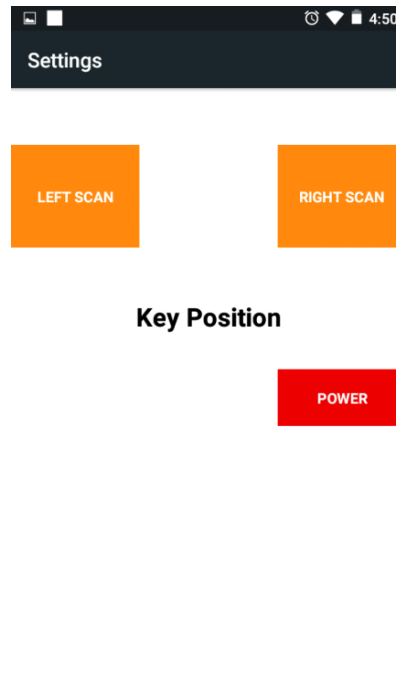 4:50
Settings
LEFT SCAN
RIGHT SCAN
Key Position
POWER